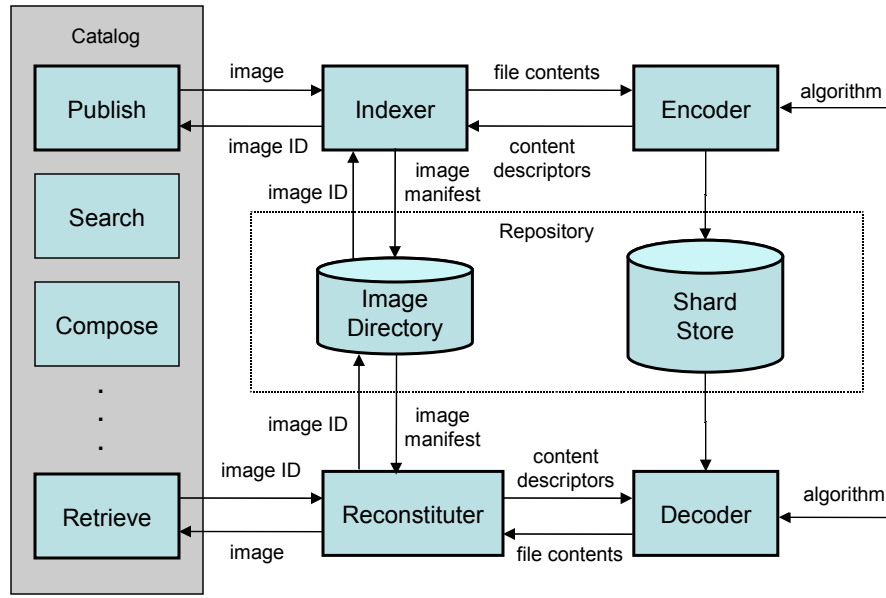 Catalog
Publish
image
Indexer
file contents
Encoder
algorithm
image ID
content
descriptors
image ID
image
manifest
Search
Repository
Compose
Image
Directory
Shard
Store
.
.
.
image ID
image
manifest
Retrieve
image ID
Reconstituter
content
descriptors
Decoder
algorithm
image
file contents